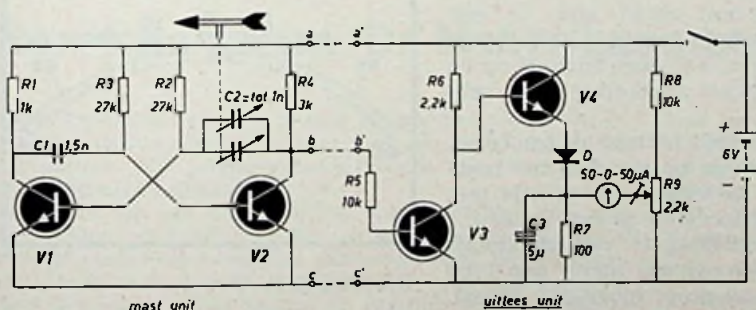 a a'
R1
1k
R3
27k
R2
27k
C2=tot 1n
R4
3k
C1 1,5n
b b'
V1
V2
R5
10k
c c'
mast unit
R6
2,2k
V4
R8
10k
D
50-0-50µA
R9
2,2k
+
6V
-
V3
C3
5µ
R7
100
uitlees unit